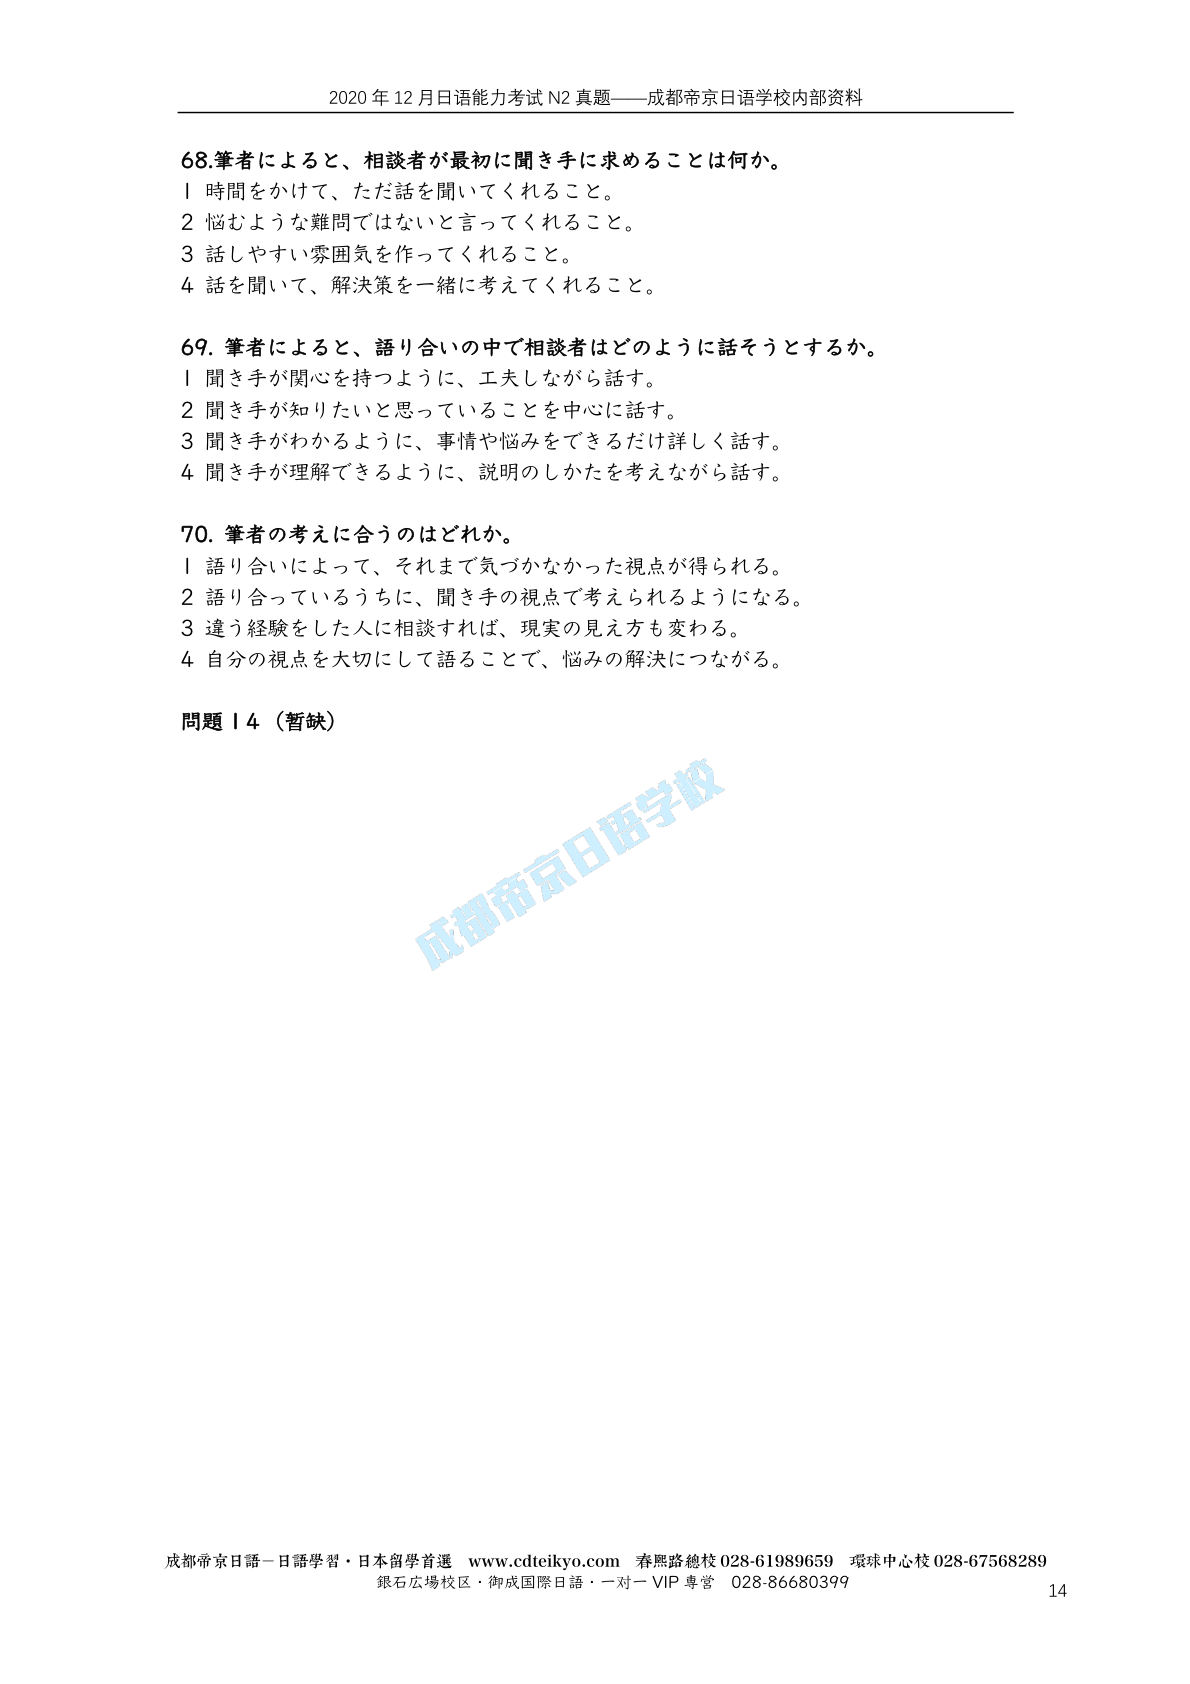 2020 年 12 月日语能力考试 N2 真题——成都帝京日语学校内部资料
68.筆者によると、相談者が最初に聞き手に求めることは何か。
1 時間をかけて、ただ話を聞いてくれること。
2 悩むような難問ではないと言ってくれること。
3 話しやすい雰囲気を作ってくれること。
4 話を聞いて、解決策を一緒に考えてくれること。
69. 筆者によると、語り合いの中で相談者はどのように話そうとするか。
1 聞き手が関心を持つように、工夫しながら話す。
2 聞き手が知りたいと思っていることを中心に話す。
3 聞き手がわかるように、事情や悩みをできるだけ詳しく話す。
4 聞き手が理解できるように、説明のしかたを考えながら話す。
70. 筆者の考えに合うのはどれか。
1 語り合いによって、それまで気づかなかった視点が得られる。
2 語り合っているうちに、聞き手の視点で考えられるようになる。
3 違う経験をした人に相談すれば、現実の見え方も変わる。
4 自分の視点を大切にして語ることで、悩みの解決につながる。
問題14（暂缺）
成都帝京日语学校
成都帝京日語－日語學習・日本留學首選 www.cdteikyo.com 春熙路總校 028-61989659 環球中心校 028-67568289
銀石広場校区・御成国際日語・一对一 VIP 専営 028-86680399
14